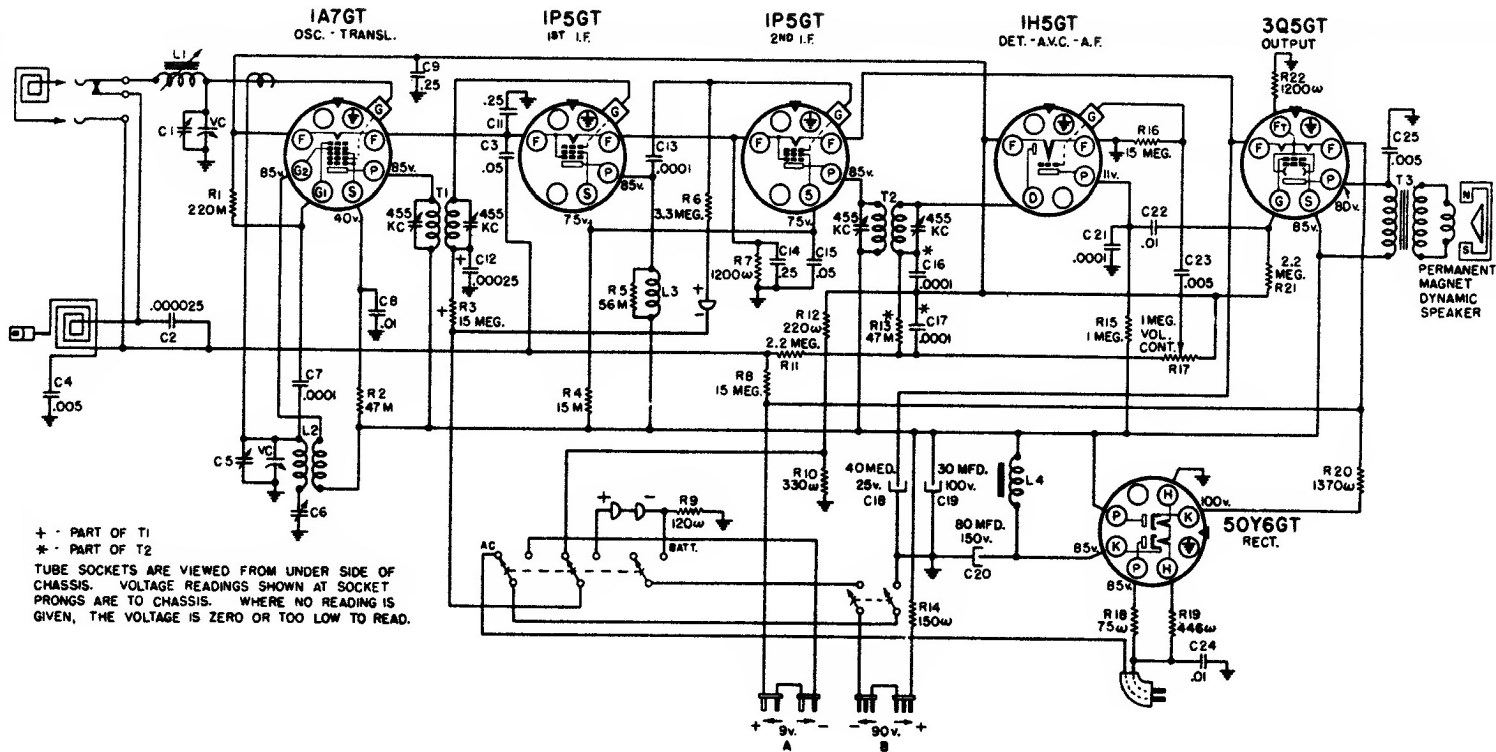 1A7GT
OSC. - TRANSL.
1P5GT
1ST I.F.
1P5GT
2ND I.F.
1H5GT
DET. - A.V.C. - A.F.
3Q5GT
OUTPUT
R22
1200ω
L1
C9
.25
G
C1
VC
.25
C11
C3
.05
C13
.0001
R16
15 MEG.
C25
.005
F
F
G2
G1
S
P
85v.
85v.
40v.
R1
220M
T1
455
KC
455
KC
F
F
P
S
G
85v.
75v.
R6
3.3 MEG.
F
F
P
S
G
85v.
75v.
T2
455
KC
455
KC
F
F
P
D
G
11v.
FT
F
F
P
G
S
80v.
85v.
T3
N
S
PERMANENT
MAGNET
DYNAMIC
SPEAKER
+
C12
.00025
+
R3
15 MEG.
R5
56M
L3
+
-
R7
1200ω
C14
.25
C15
.05
*
C16
.0001
C21
.0001
C22
.01
C23
.005
2.2
MEG.
R21
C8
.01
.000025
C2
C4
.005
C7
.0001
R2
47M
R4
15M
R12
220ω
2.2 MEG.
R11
R8
15 MEG.
*
R13
47M
C17
.0001
R15
1 MEG.
1 MEG.
VOL.
CONT.
R17
L2
C5
VC
C6
R10
330ω
40 MED.
25v.
C18
30 MFD.
100v.
C19
L4
80 MFD.
150v.
C20
R20
1370ω
100v.
P
H
K
K
P
H
85v.
85v.
50Y6GT
RECT.
+ -
R9
120ω
AC
BATT.
R14
150ω
R18
75ω
R19
446ω
C24
.01
+ - PART OF T1
* - PART OF T2
TUBE SOCKETS ARE VIEWED FROM UNDER SIDE OF
CHASSIS. VOLTAGE READINGS SHOWN AT SOCKET
PRONGS ARE TO CHASSIS. WHERE NO READING IS
GIVEN, THE VOLTAGE IS ZERO OR TOO LOW TO READ.
+ 9v. -
A
- 90v. +
B